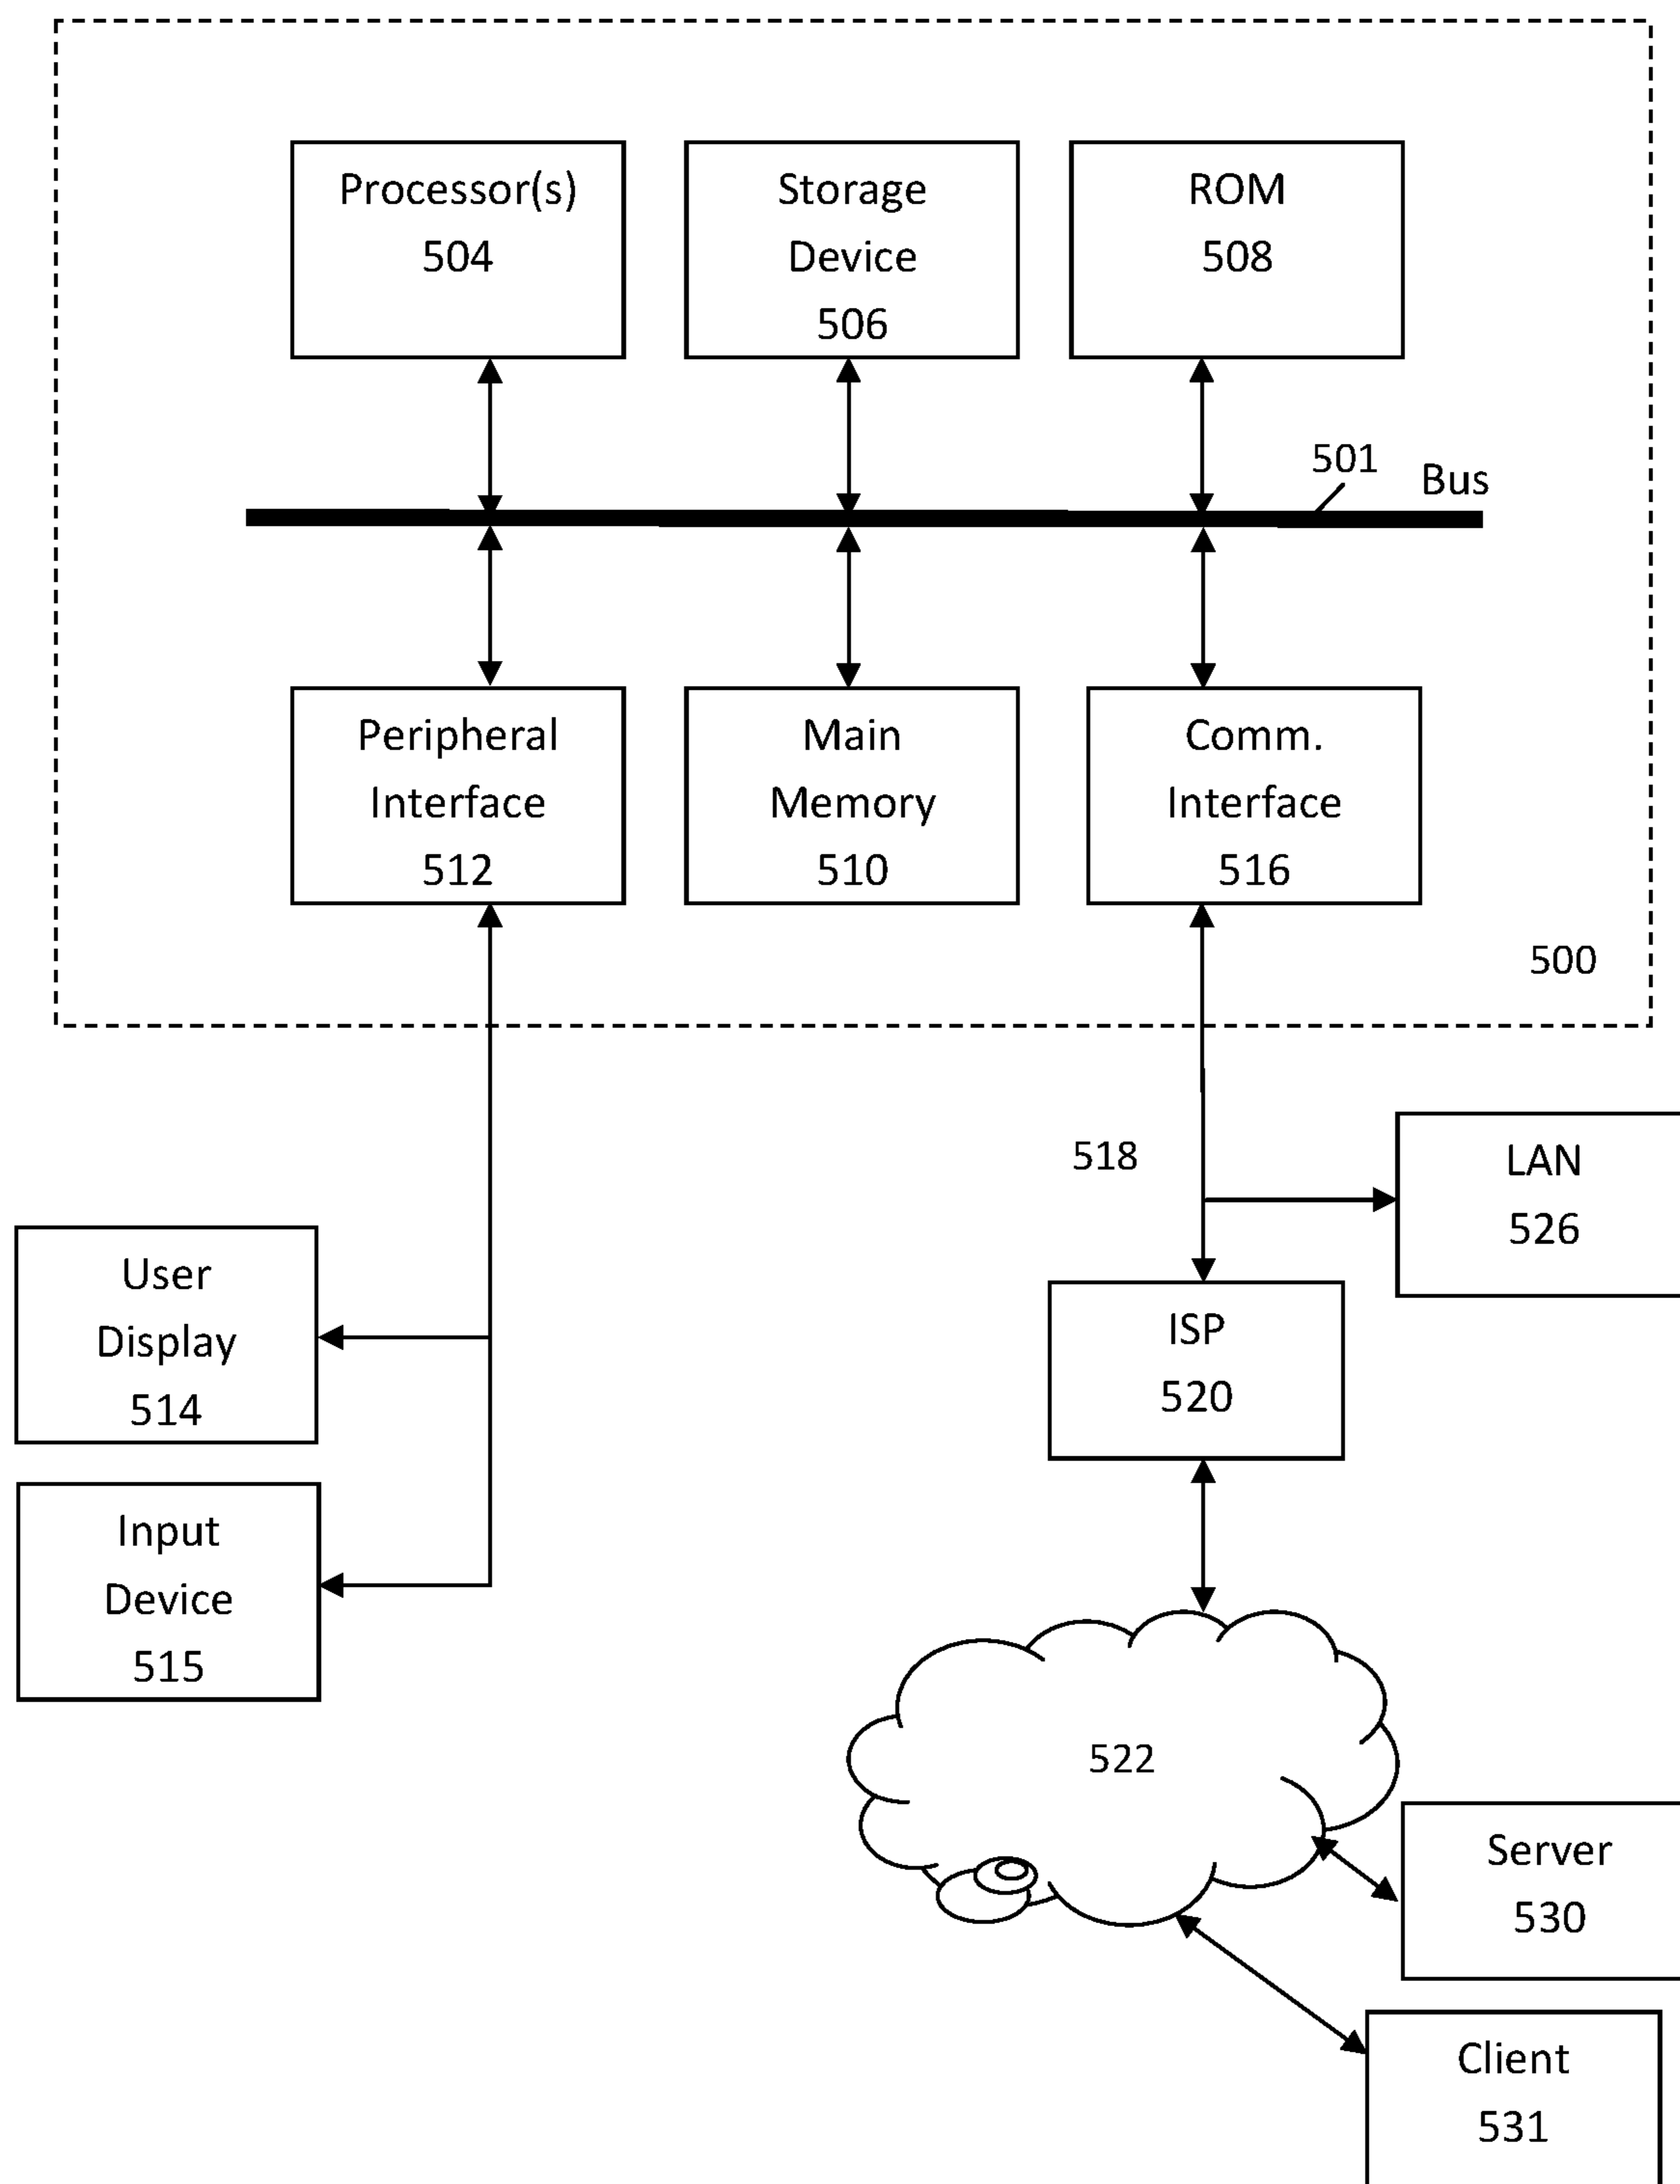 Processor(s)
504
Storage
Device
506
ROM
508
501
Bus
Peripheral
Interface
512
Main
Memory
510
Comm.
Interface
516
500
518
LAN
526
User
Display
514
ISP
520
Input
Device
515
522
Server
530
Client
531